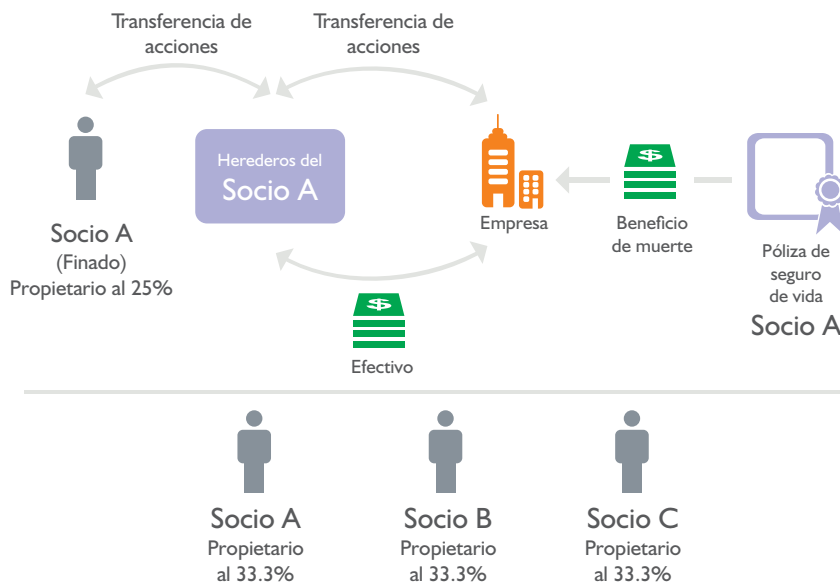 Transferencia de
acciones
Transferencia de
acciones
Socio A
(Finado)
Propietario al 25%
Herederos del
Socio A
Empresa
$
Beneficio
de muerte
Póliza de
seguro
de vida
Socio A
$
Efectivo
Socio A
Propietario
al 33.3%
Socio B
Propietario
al 33.3%
Socio C
Propietario
al 33.3%